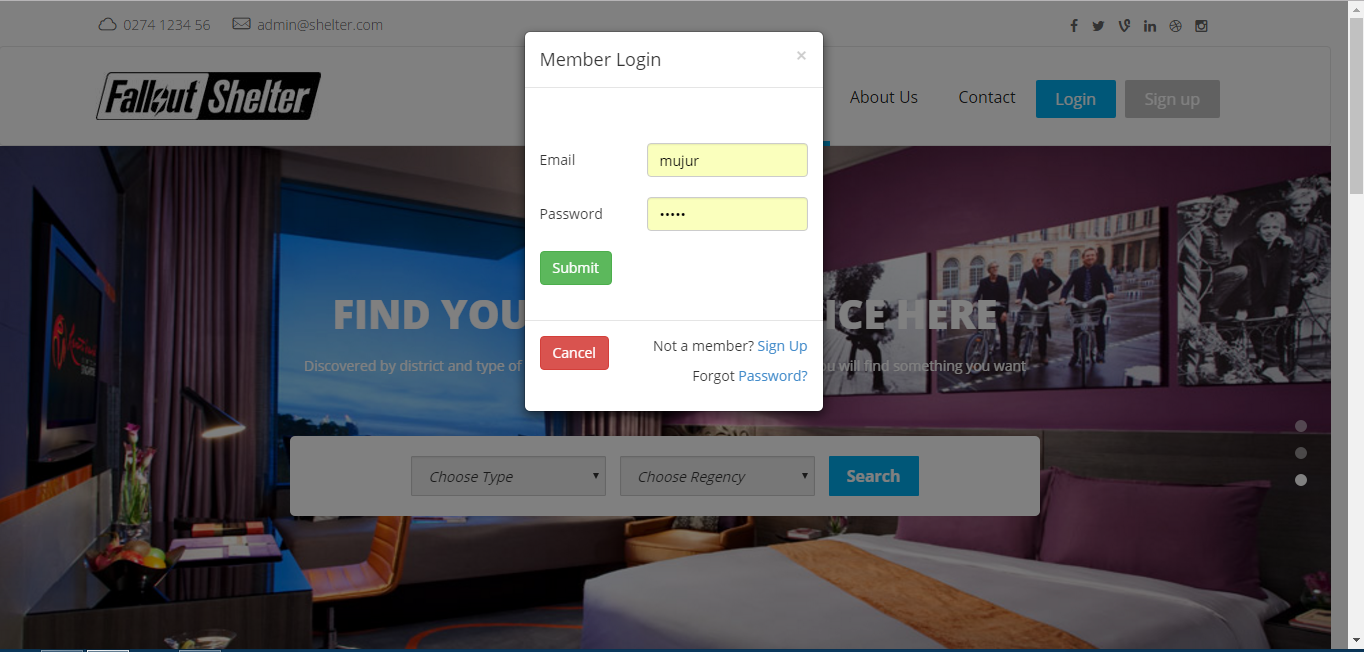 0274 1234 56 admin@shelter.com
Fallout Shelter
About Us Contact Login Sign up
Member Login ×
Email mujur
Password •••••
Submit
Cancel Not a member? Sign Up
Forgot Password?
FIND YOU ICE HERE
Discovered by district and type of u will find something you want
Choose Type Choose Regency Search